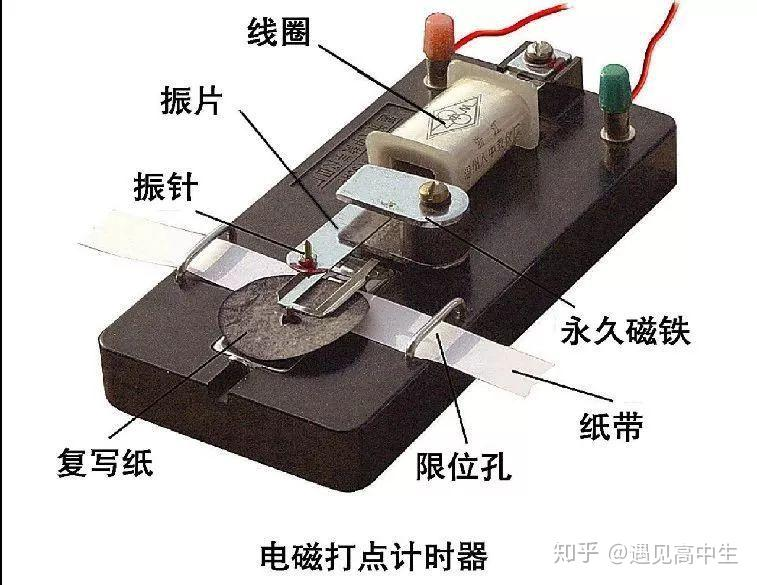 线圈
振片
振针
永久磁铁
纸带
限位孔
复写纸
电磁打点计时器
知乎 @遇见高中生